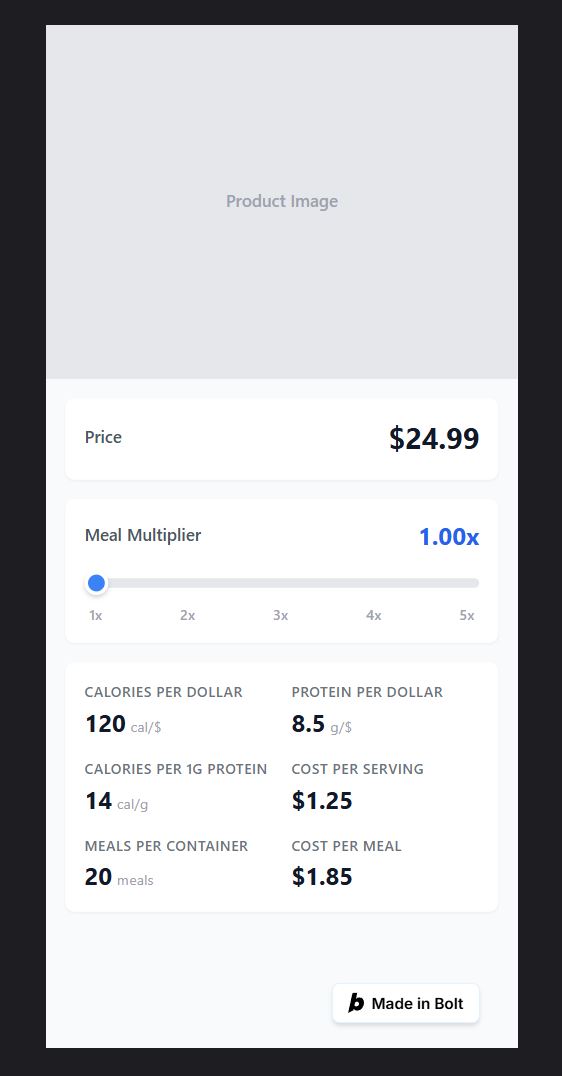 Product Image
Price $24.99
Meal Multiplier 1.00x
1x 2x 3x 4x 5x
CALORIES PER DOLLAR PROTEIN PER DOLLAR
120 cal/$ 8.5 g/$
CALORIES PER 1G PROTEIN COST PER SERVING
14 cal/g $1.25
MEALS PER CONTAINER COST PER MEAL
20 meals $1.85
b Made in Bolt